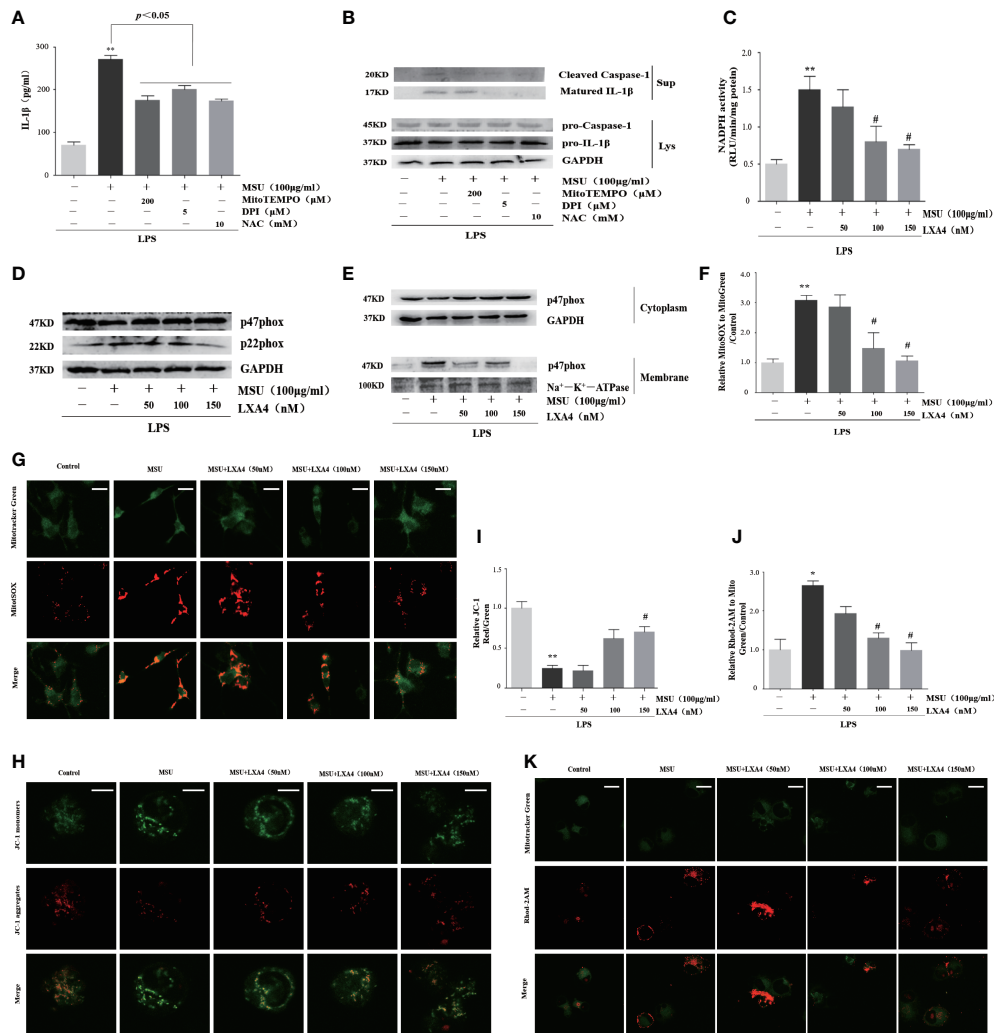 A
p<0.05
IL-1β (pg/ml)
300
200
100
0
**
− + + + + MSU（100μg/ml）
− − 200 − − MitoTEMPO（μM）
− − − 5 − DPI（μM）
− − − − 10 NAC（mM）
LPS
B
20KD Cleaved Caspase-1
17KD Matured IL-1β
Sup
45KD pro-Caspase-1
37KD pro-IL-1β
37KD GAPDH
Lys
− + + + + MSU（100μg/ml）
− − 200 − − MitoTEMPO（μM）
− − − 5 − DPI（μM）
− − − − 10 NAC（mM）
LPS
C
NADPH activity
(RLU/min/mg potein)
2.0
1.5
1.0
0.5
0.0
** # #
− + + + + MSU（100μg/ml）
− − 50 100 150 LXA4（nM）
LPS
D
47KD p47phox
22KD p22phox
37KD GAPDH
− + + + + MSU（100μg/ml）
− − 50 100 150 LXA4（nM）
LPS
E
47KD p47phox
37KD GAPDH
Cytoplasm
47KD p47phox
100KD Na⁺−K⁺−ATPase
Membrane
− + + + + MSU（100μg/ml）
− − 50 100 150 LXA4（nM）
LPS
F
Relative MitoSOX to MitoGreen
/Control
4.0
3.0
2.0
1.0
0.0
** # #
− + + + + MSU（100μg/ml）
− − 50 100 150 LXA4（nM）
LPS
G
Control MSU MSU+LXA4（50nM） MSU+LXA4（100nM） MSU+LXA4（150nM）
Mitotracker Green
MitotSOX
Merge
I
Relative JC-1
Red/Green
1.5
1.0
0.5
0.0
** #
− + + + + MSU（100μg/ml）
− − 50 100 150 LXA4（nM）
LPS
J
Relative Rhod-2AM to Mito
Green/Control
3.0
2.0
1.0
0.0
* # #
− + + + + MSU（100μg/ml）
− − 50 100 150 LXA4（nM）
LPS
H
Control MSU MSU+LXA4（50nM） MSU+LXA4（100nM） MSU+LXA4（150nM）
JC-1 monomers
JC-1 aggregates
Merge
K
Control MSU MSU+LXA4（50nM） MSU+LXA4（100nM） MSU+LXA4（150nM）
Mitotracker Green
Rhod-2AM
Merge